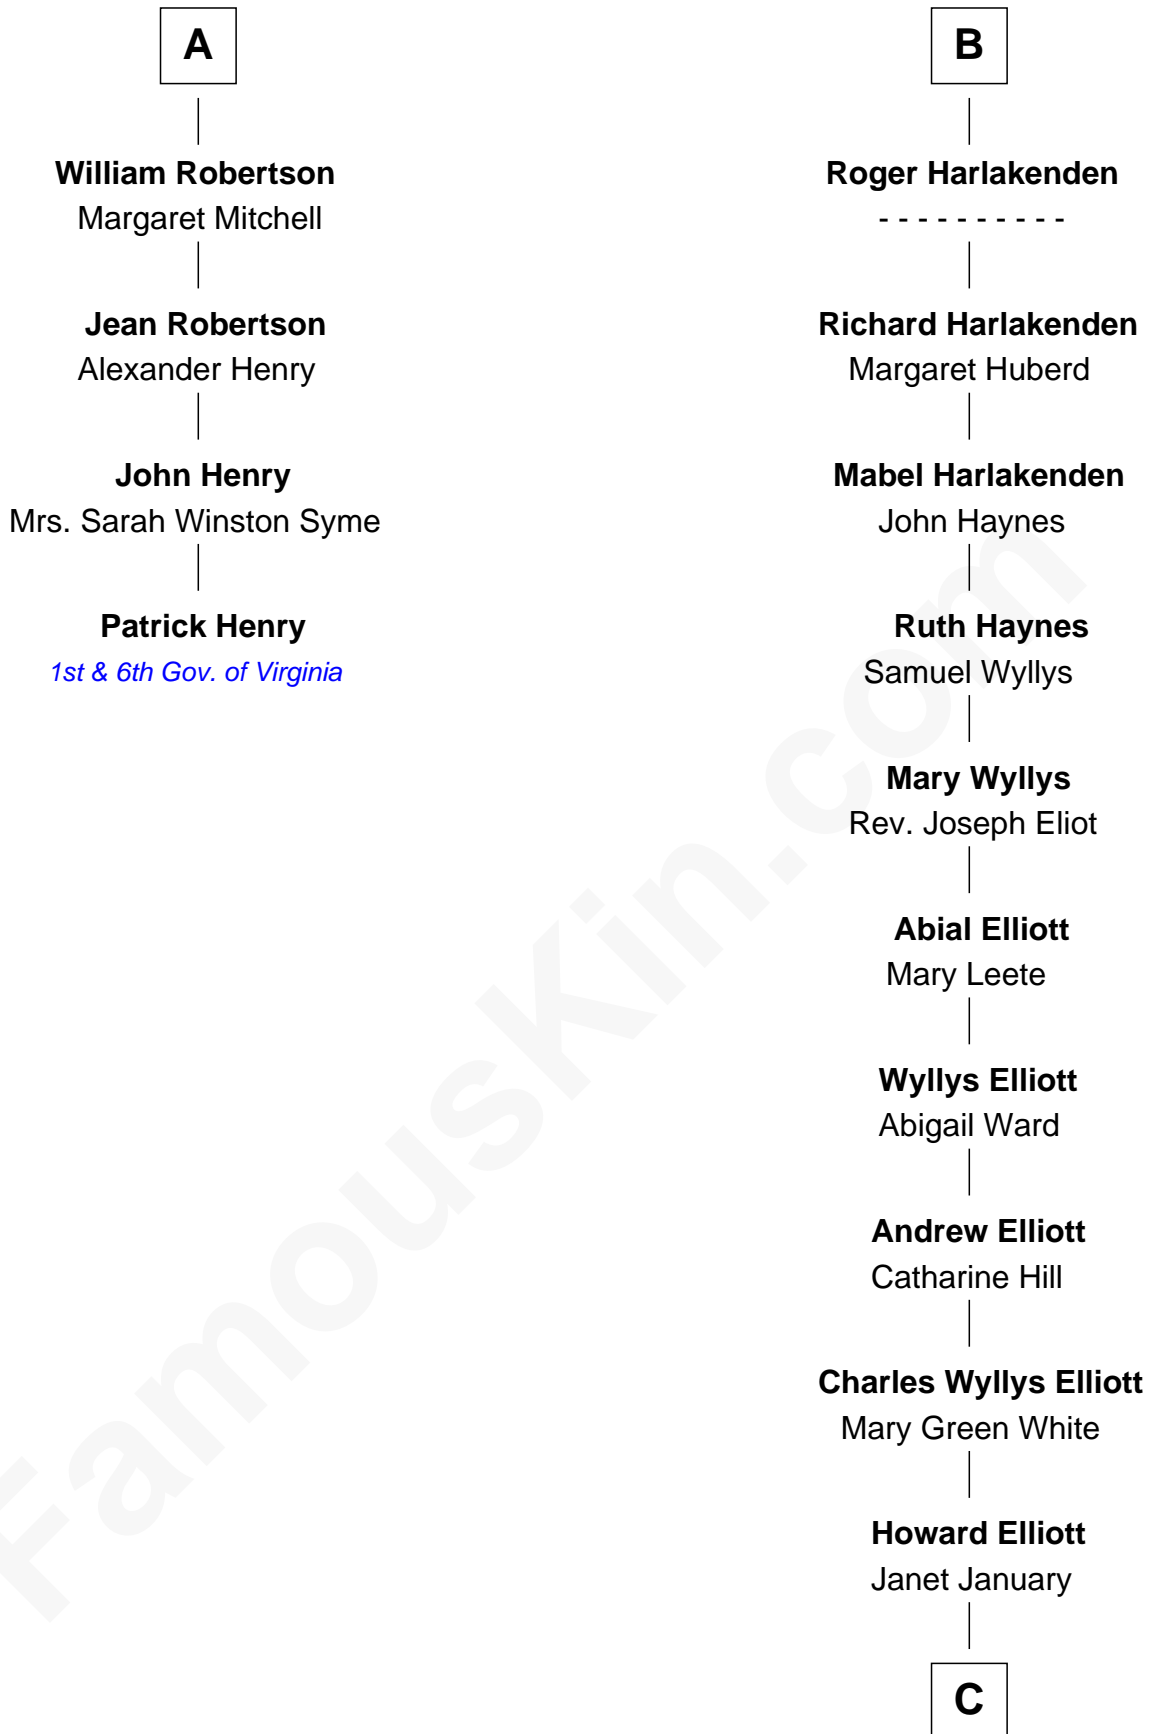 A
William Robertson
Margaret Mitchell
Jean Robertson
Alexander Henry
John Henry
Mrs. Sarah Winston Syme
Patrick Henry
1st & 6th Gov. of Virginia
B
Roger Harlakenden
- - - - - - - - - -
Richard Harlakenden
Margaret Huberd
Mabel Harlakenden
John Haynes
Ruth Haynes
Samuel Wyllys
Mary Wyllys
Rev. Joseph Eliot
Abial Elliott
Mary Leete
Wyllys Elliott
Abigail Ward
Andrew Elliott
Catharine Hill
Charles Wyllys Elliott
Mary Green White
Howard Elliott
Janet January
C
FamousKin.com